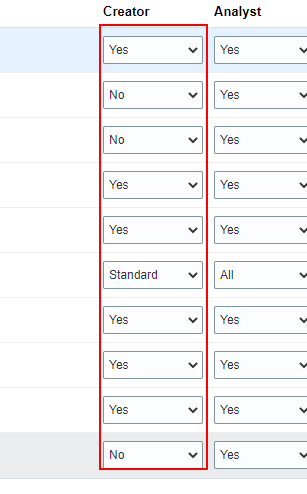 Creator Analyst
Yes Yes
No Yes
No Yes
Yes Yes
Yes Yes
Standard All
Yes Yes
Yes Yes
Yes Yes
No Yes